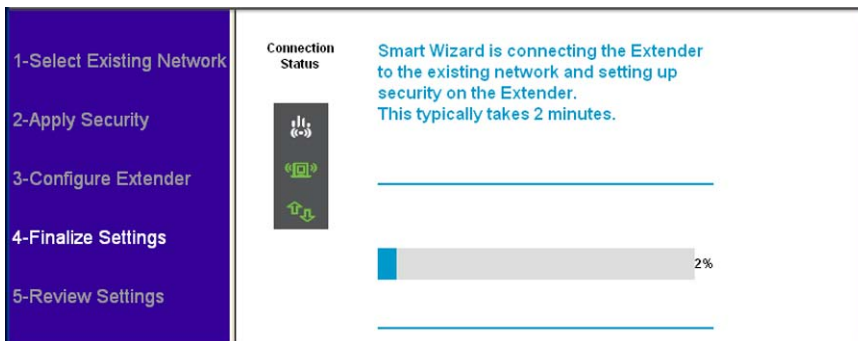 1-Select Existing Network
2-Apply Security
3-Configure Extender
4-Finalize Settings
5-Review Settings
Connection
Status
Smart Wizard is connecting the Extender
to the existing network and setting up
security on the Extender.
This typically takes 2 minutes.
2%